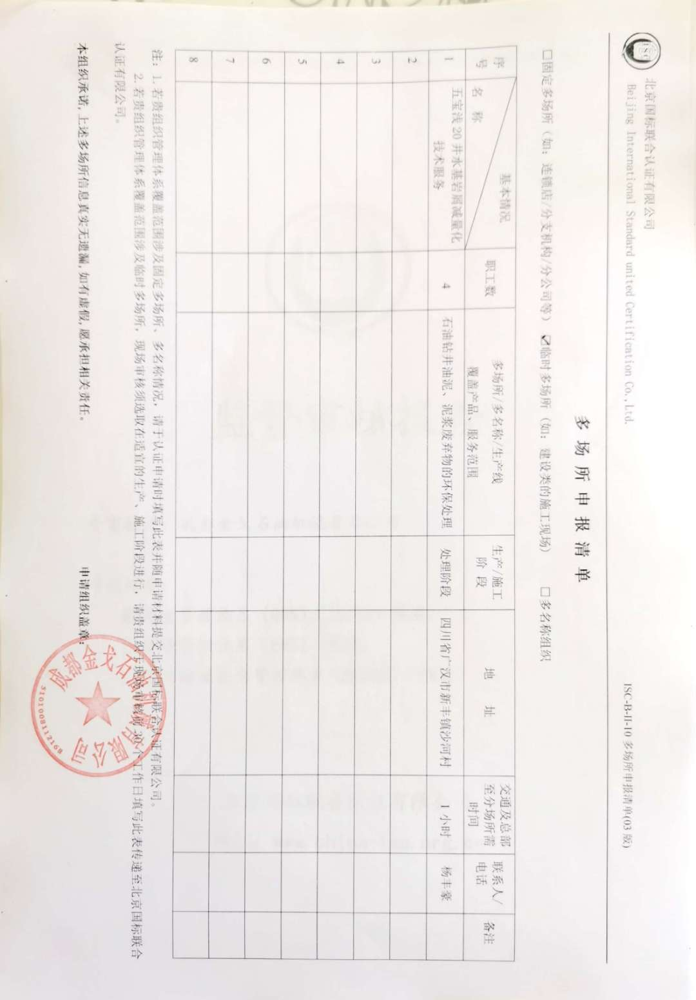 北京国标联合认证有限公司
Beijing International Standard united Certification Co.,Ltd.
ISC-B-II-10 多场所申报清单(03 版)
多场所申报清单
□固定多场所（如：连锁店/分支机构/分公司等） ☑临时多场所（如：建设类的施工现场） □多名称组织
序号 基本情况 名称 职工数 多场所/多名称/生产线覆盖产品、服务范围 生产/施工阶段 地址 交通及总部至分场所需时间 联系人/电话 备注
1 五宝浅 20 井水基岩屑减量化技术服务 4 石油钻井油泥、泥浆废弃物的环保处理 处理阶段 四川省广汉市新丰镇沙河村 1 小时 杨丰豪
2
3
4
5
6
7
8
注：1.若贵组织管理体系覆盖范围涉及固定多场所、多名称情况，请于认证申请时填写此表并随申请材料提交北京国标联合认证有限公司。
2.若贵组织管理体系覆盖范围涉及临时多场所，现场审核须选取在适宜的生产、施工阶段进行，请贵组织于现场审核前 30 个工作日填写此表传递至北京国标联合
认证有限公司。
本组织承诺，上述多场所信息真实无遗漏，如有虚假，愿承担相关责任。
申请组织盖章：
成都金戈石油机械有限公司
5101008112168